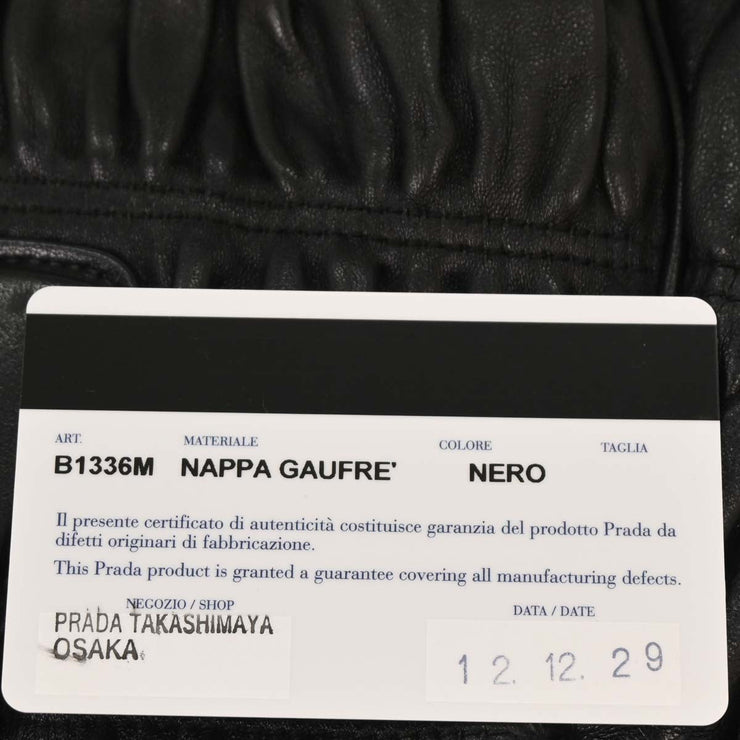 ART. MATERIALE COLORE TAGLIA
B1336M NAPPA GAUFRE' NERO
Il presente certificato di autenticità costituisce garanzia del prodotto Prada da
difetti originari di fabbricazione.
This Prada product is granted a guarantee covering all manufacturing defects.
NEGOZIO / SHOP DATA / DATE
PRADA TAKASHIMAYA
OSAKA.
12. 12. 29